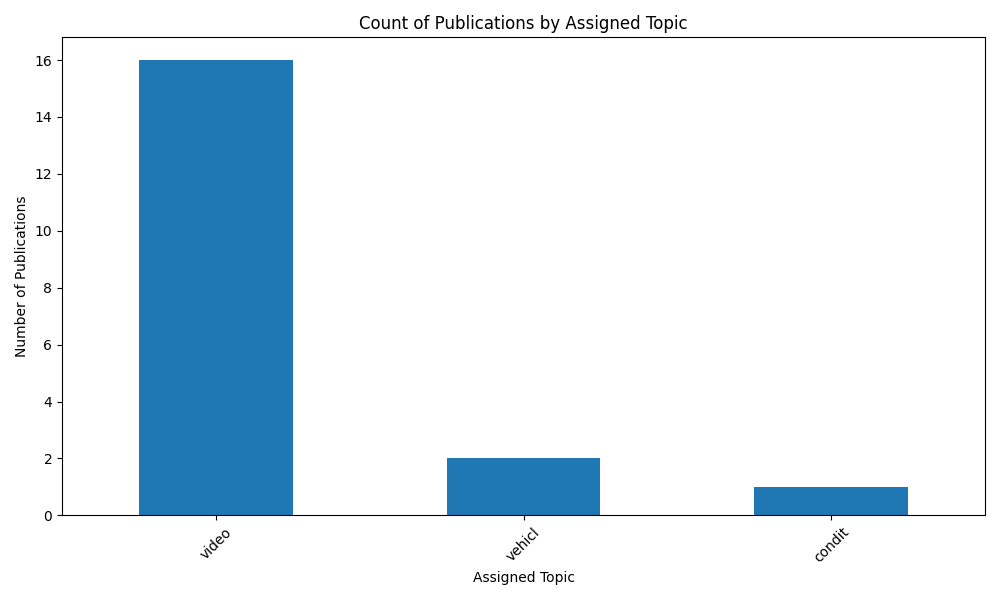 Count of Publications by Assigned Topic
Number of Publications
16
14
12
10
8
6
4
2
0
video
vehicl
condit
Assigned Topic